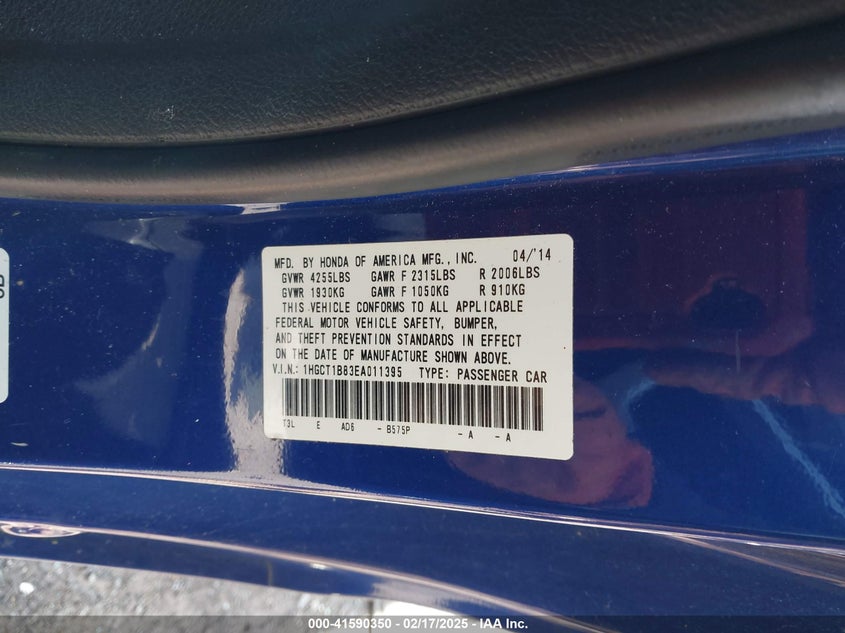 MFD. BY HONDA OF AMERICA MFG., INC. 04/'14
GVWR 4255LBS GAWR F 2315LBS R 2006LBS
GVWR 1930KG GAWR F 1050KG R 910KG
THIS VEHICLE CONFORMS TO ALL APPLICABLE
FEDERAL MOTOR VEHICLE SAFETY, BUMPER,
AND THEFT PREVENTION STANDARDS IN EFFECT
ON THE DATE OF MANUFACTURE SHOWN ABOVE.
V.I.N.: 1HGCT1B83EA011395 TYPE: PASSENGER CAR
T3L E AD6 - B575P - A - A
000-41590350 - 02/17/2025 - IAA Inc.